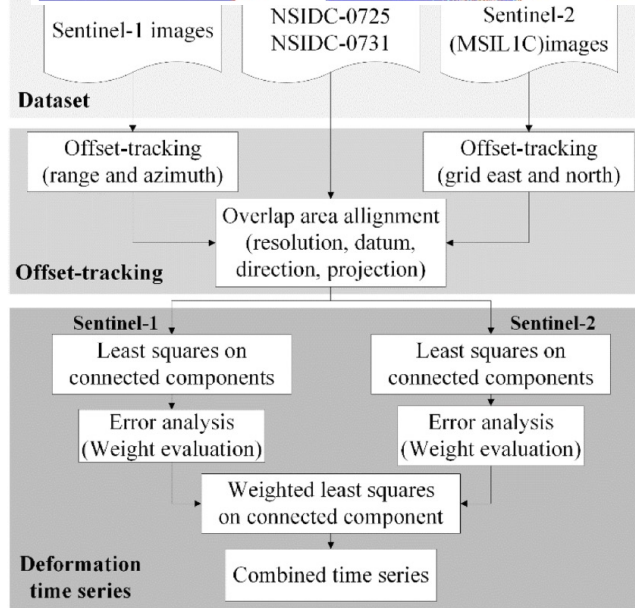 Sentinel-1 images
NSIDC-0725
NSIDC-0731
Sentinel-2
(MSIL1C)images
Dataset
Offset-tracking
(range and azimuth)
Offset-tracking
(grid east and north)
Overlap area allignment
(resolution, datum,
direction, projection)
Offset-tracking
Sentinel-1
Sentinel-2
Least squares on
connected components
Least squares on
connected components
Error analysis
(Weight evaluation)
Error analysis
(Weight evaluation)
Weighted least squares
on connected component
Combined time series
Deformation
time series